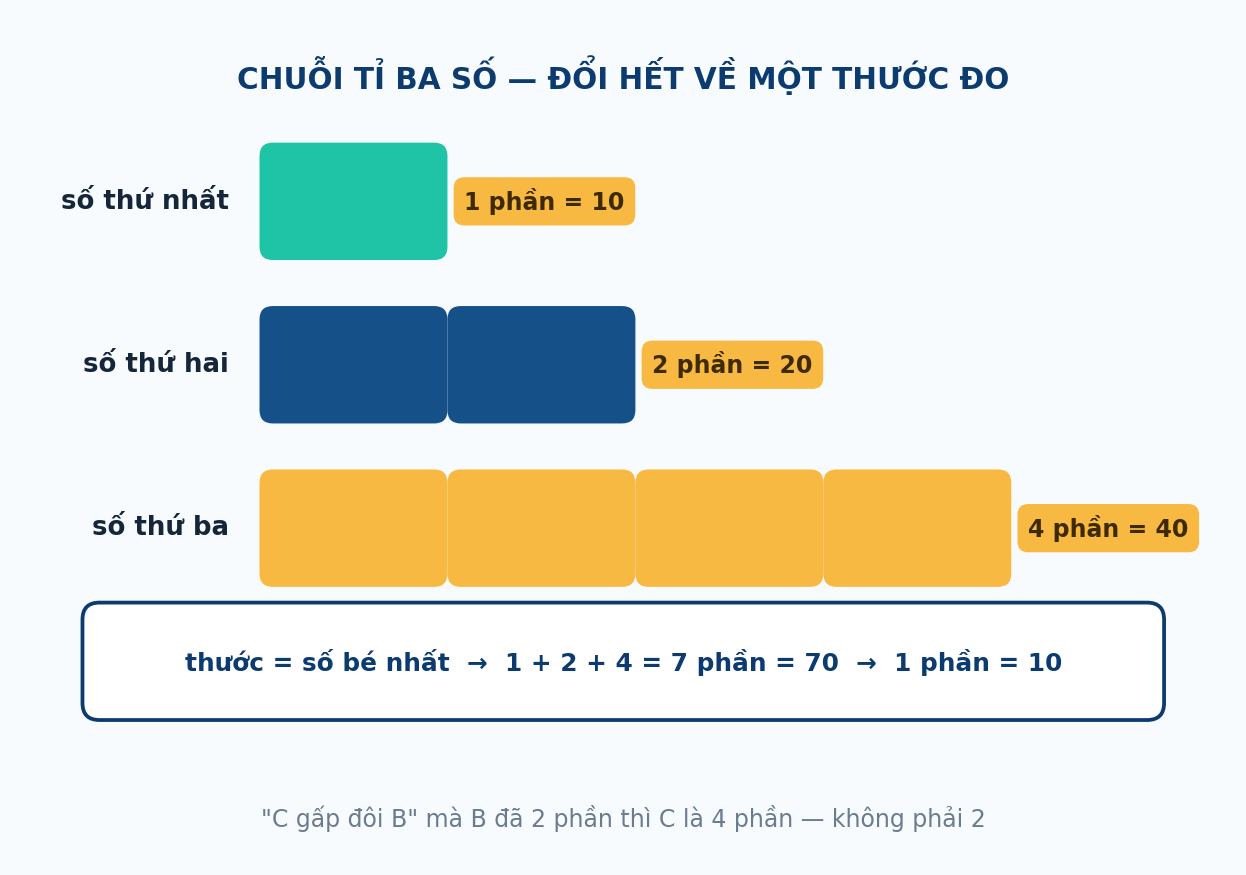 CHUỖI TỈ BA SỐ — ĐỔI HẾT VỀ MỘT THƯỚC ĐO
số thứ nhất
1 phần = 10
số thứ hai
2 phần = 20
số thứ ba
4 phần = 40
thước = số bé nhất → 1 + 2 + 4 = 7 phần = 70 → 1 phần = 10
"C gấp đôi B" mà B đã 2 phần thì C là 4 phần — không phải 2